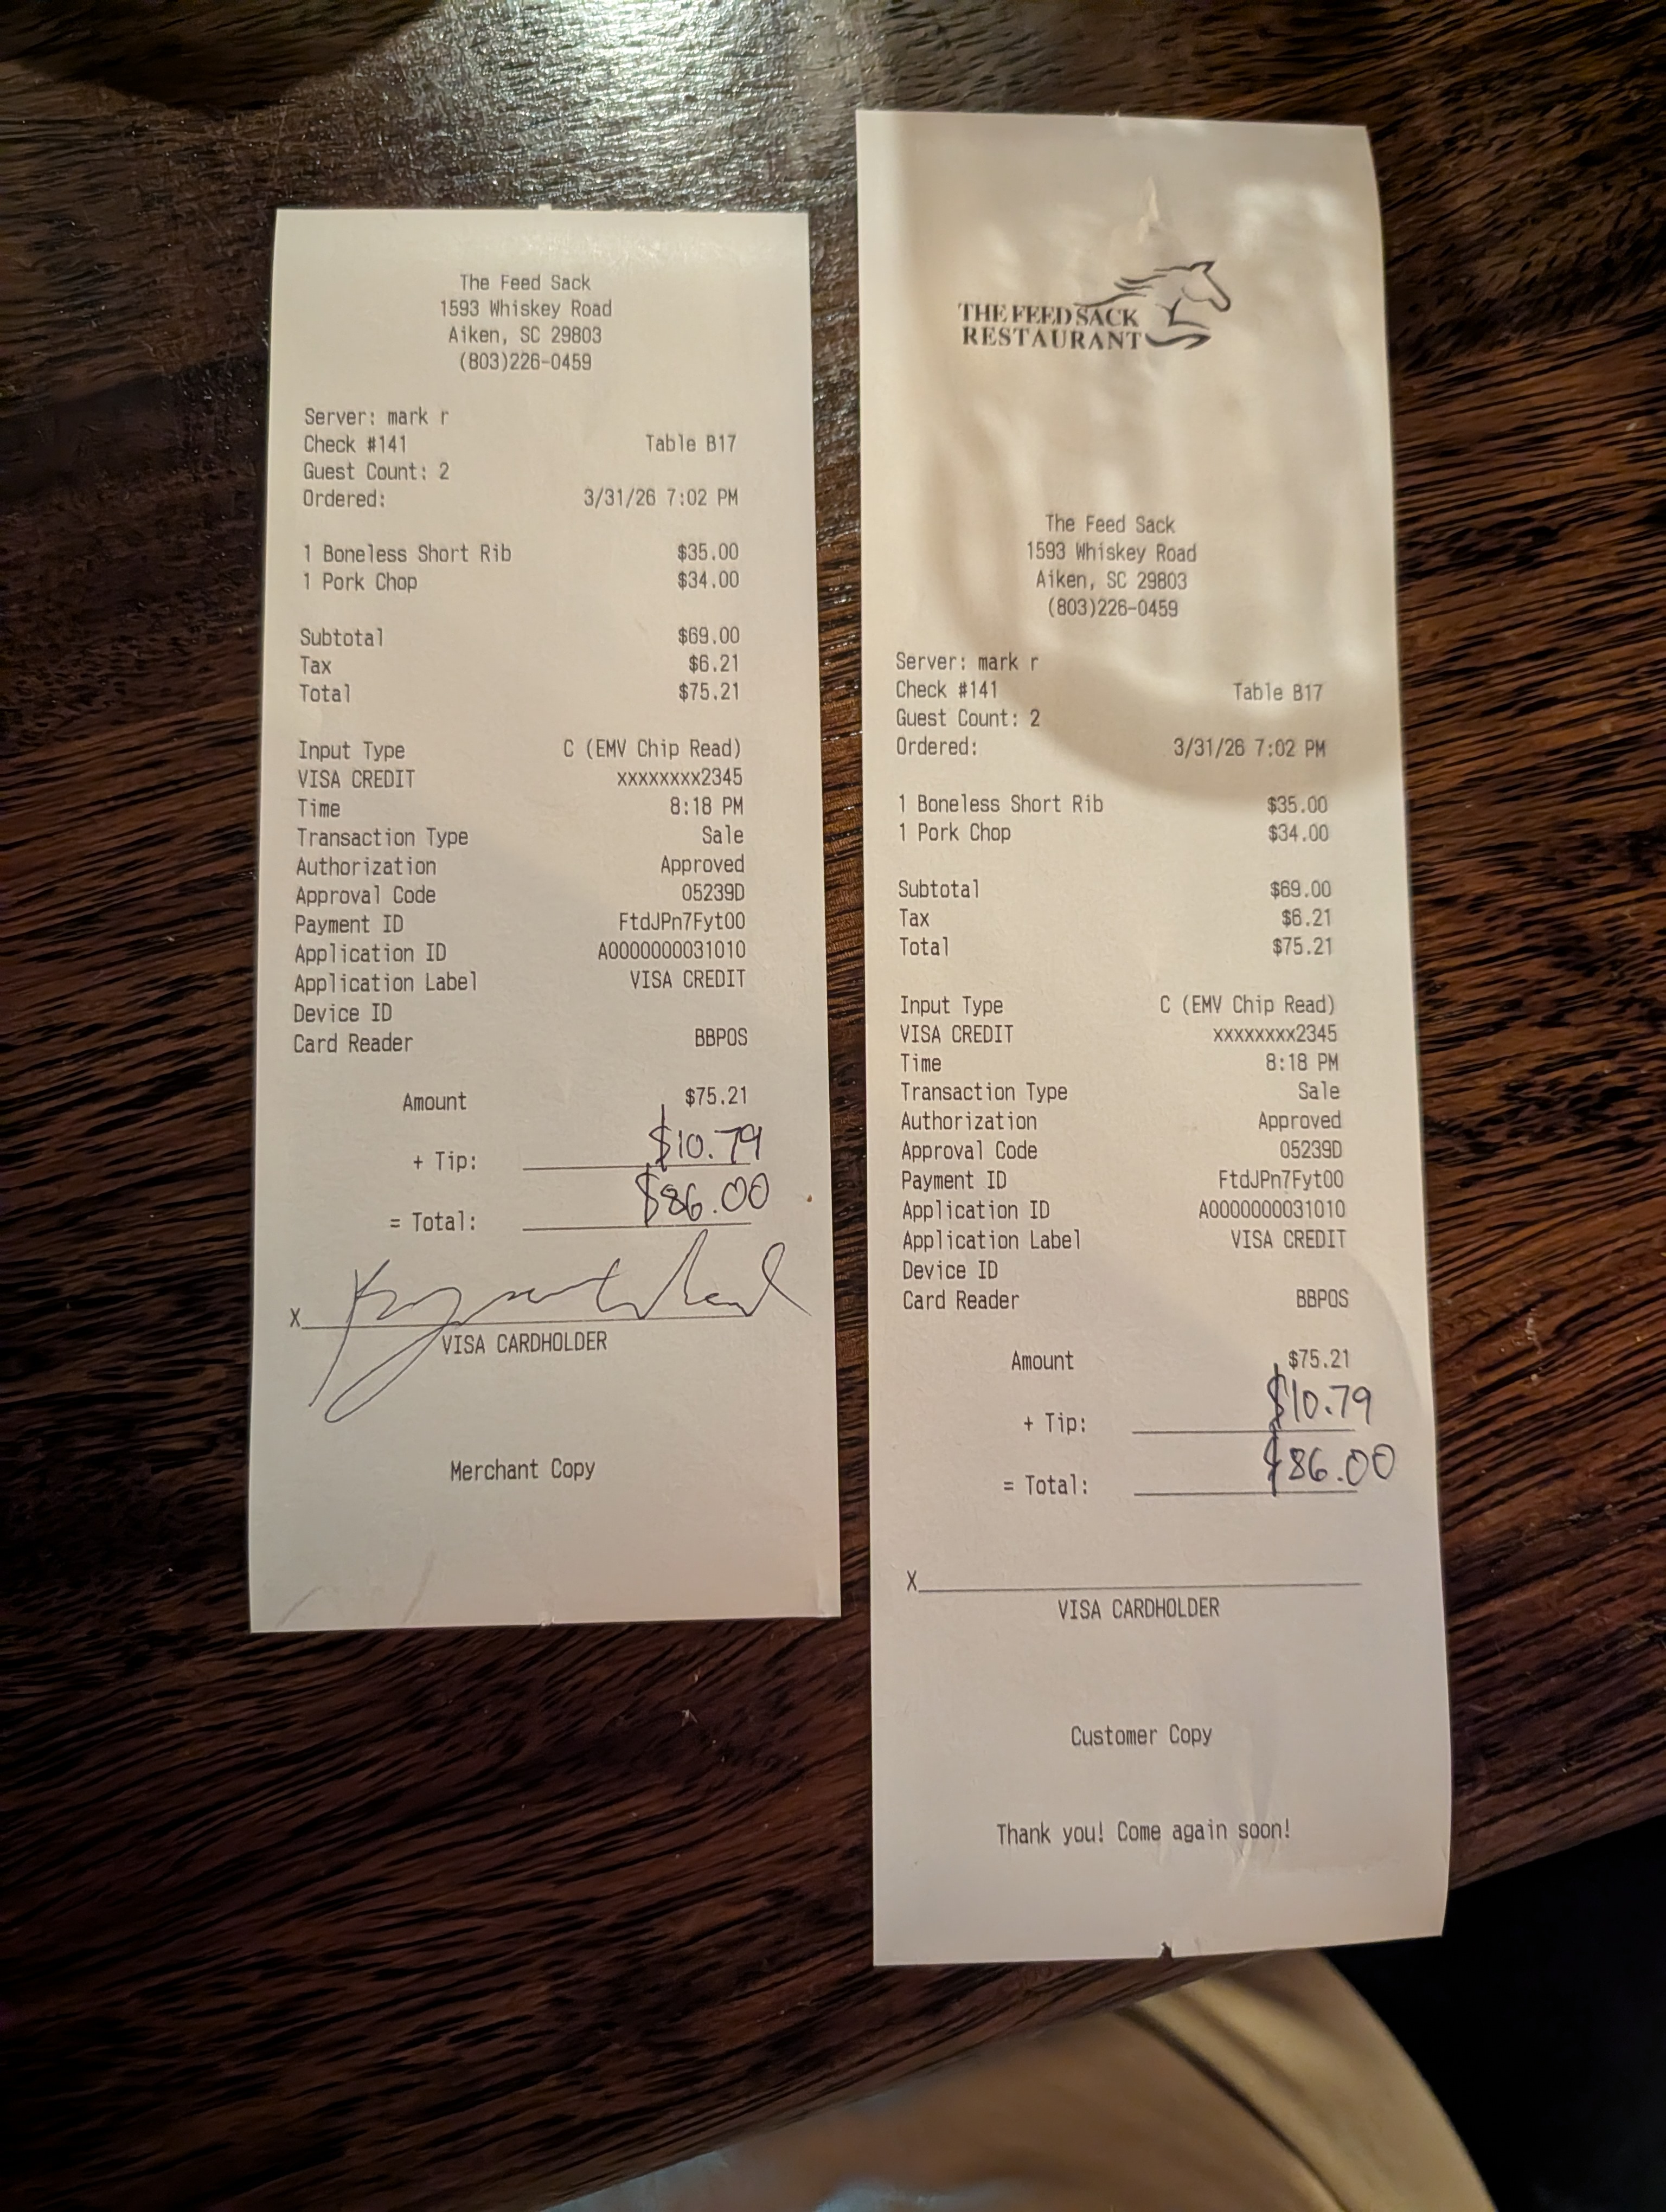 The Feed Sack
1593 Whiskey Road
Aiken, SC 29803
(803)226-0459
Server: mark r
Check #141 Table B17
Guest Count: 2
Ordered: 3/31/26 7:02 PM
1 Boneless Short Rib $35.00
1 Pork Chop $34.00
Subtotal $69.00
Tax $6.21
Total $75.21
Input Type C (EMV Chip Read)
VISA CREDIT xxxxxxxx2345
Time 8:18 PM
Transaction Type Sale
Authorization Approved
Approval Code 05239D
Payment ID FtdJPn7Fyt00
Application ID A0000000031010
Application Label VISA CREDIT
Device ID
Card Reader BBPOS
Amount $75.21
+ Tip: $10.79
= Total: $86.00
X
VISA CARDHOLDER
Merchant Copy
THE FEED SACK
RESTAURANT
The Feed Sack
1593 Whiskey Road
Aiken, SC 29803
(803)226-0459
Server: mark r
Check #141 Table B17
Guest Count: 2
Ordered: 3/31/26 7:02 PM
1 Boneless Short Rib $35.00
1 Pork Chop $34.00
Subtotal $69.00
Tax $6.21
Total $75.21
Input Type C (EMV Chip Read)
VISA CREDIT xxxxxxxx2345
Time 8:18 PM
Transaction Type Sale
Authorization Approved
Approval Code 05239D
Payment ID FtdJPn7Fyt00
Application ID A0000000031010
Application Label VISA CREDIT
Device ID
Card Reader BBPOS
Amount $75.21
+ Tip: $10.79
= Total: $86.00
X
VISA CARDHOLDER
Customer Copy
Thank you! Come again soon!